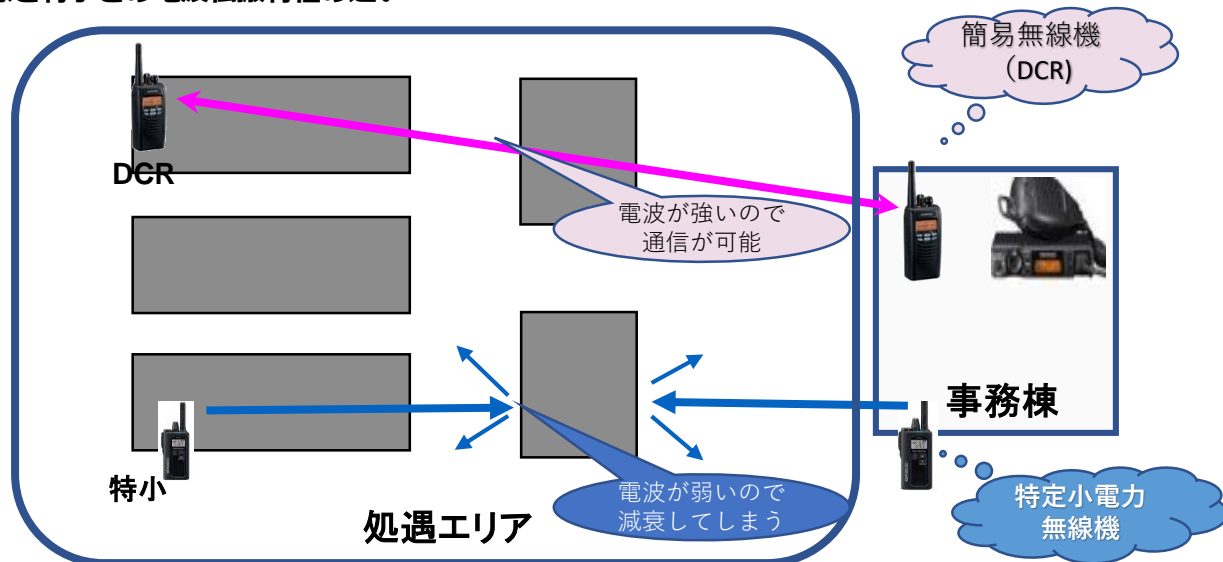 簡易無線機
（DCR)
DCR
電波が強いので
通信が可能
事務棟
特小
電波が弱いので
減衰してしまう
処遇エリア
特定小電力
無線機